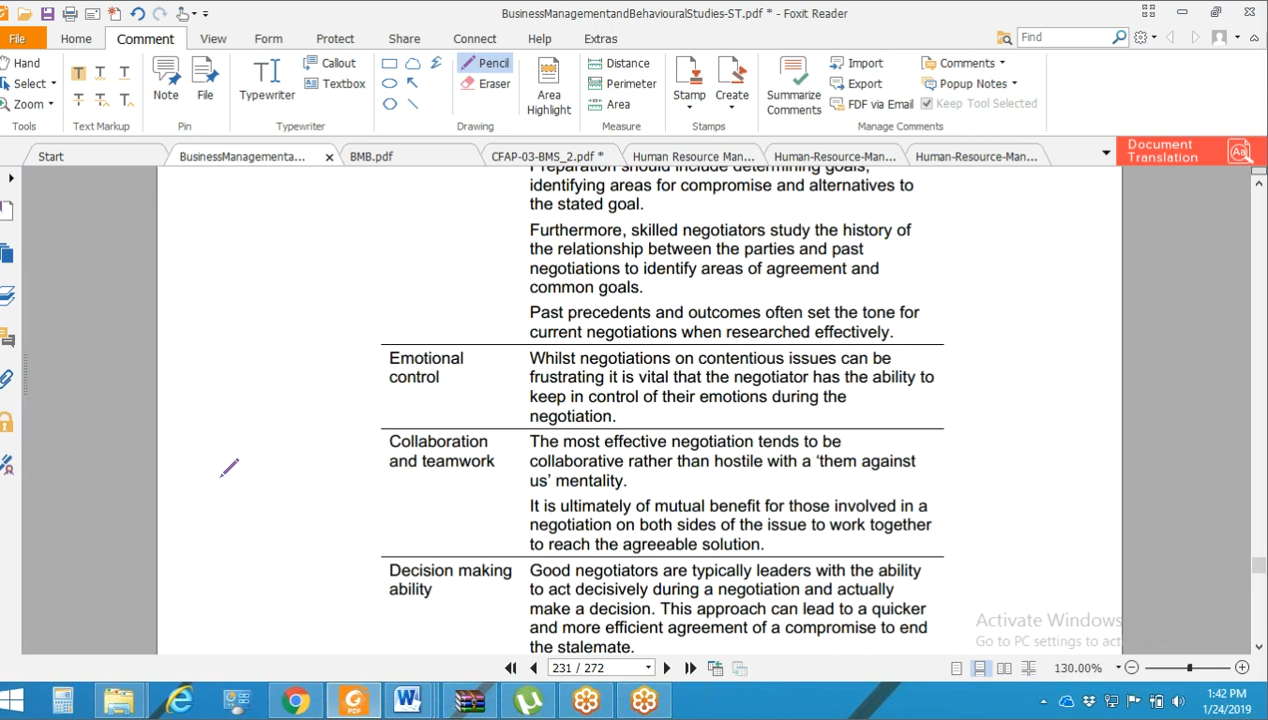 BusinessManagementandBehaviouralStudies-ST.pdf * - Foxit Reader
File Home Comment View Form Protect Share Connect Help Extras
Find
Hand
Select
Zoom
Tools
Text Markup
Note
File
Pin
Typewriter
Callout
Textbox
Typewriter
Pencil
Eraser
Drawing
Area
Highlight
Distance
Perimeter
Area
Measure
Stamp
Create
Stamps
Summarize
Comments
Import
Export
FDF via Email
Comments
Popup Notes
Keep Tool Selected
Manage Comments
Start BusinessManagementa... BMB.pdf CFAP-03-BMS_2.pdf * Human Resource Man... Human-Resource-Man... Human-Resource-Man...
Document
Translation
Preparation should include determining goals,
identifying areas for compromise and alternatives to
the stated goal.
Furthermore, skilled negotiators study the history of
the relationship between the parties and past
negotiations to identify areas of agreement and
common goals.
Past precedents and outcomes often set the tone for
current negotiations when researched effectively.
Emotional
control
Whilst negotiations on contentious issues can be
frustrating it is vital that the negotiator has the ability to
keep in control of their emotions during the
negotiation.
Collaboration
and teamwork
The most effective negotiation tends to be
collaborative rather than hostile with a ‘them against
us’ mentality.
It is ultimately of mutual benefit for those involved in a
negotiation on both sides of the issue to work together
to reach the agreeable solution.
Decision making
ability
Good negotiators are typically leaders with the ability
to act decisively during a negotiation and actually
make a decision. This approach can lead to a quicker
and more efficient agreement of a compromise to end
the stalemate.
Activate Windows
Go to PC settings to
231 / 272
130.00%
1:42 PM
1/24/2019